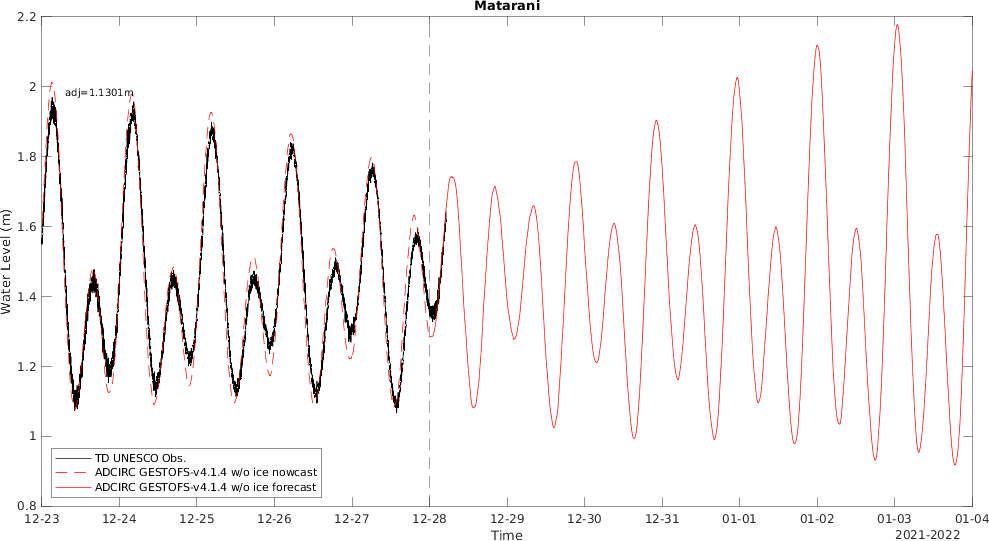 Matarani
2.2
2
1.8
1.6
1.4
1.2
1
0.8
Water Level (m)
adj=1.1301m
TD UNESCO Obs.
ADCIRC GESTOFS-v4.1.4 w/o ice nowcast
ADCIRC GESTOFS-v4.1.4 w/o ice forecast
12-23 12-24 12-25 12-26 12-27 12-28 12-29 12-30 12-31 01-01 01-02 01-03 01-04
Time
2021-2022